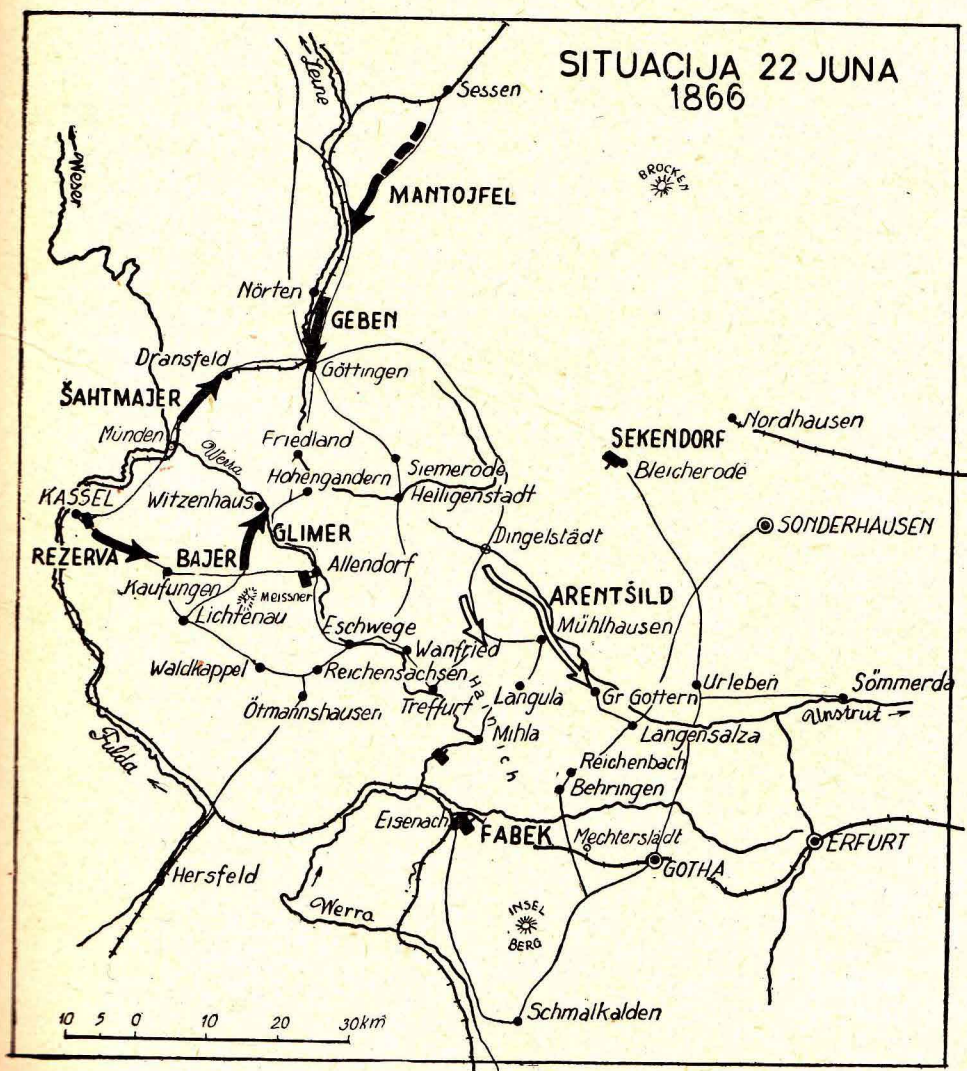 SITUACIJA 22 JUNA
1866
Leine
Sessen
Weser
BROCKEN
MANTOJFEL
Nörten
GEBEN
Dransfeld
Göttingen
ŠAHTMAJER
Münden
Werra
Friedland
Siemerode
SEKENDORF
Nordhausen
Bleicherode
Hohengandern
Heiligenstadt
KASSEL
Witzenhaus
GLIMER
SONDERHAUSEN
Dingelstädt
REZERVA
BAJER
Allendorf
Kaufungen
MEISSNER
ARENTŠILD
Lichtenau
Eschwege
Mühlhausen
Wanfried
Waldkappel
Reichensachsen
Hainich
Langula
Gr Gottern
Urleben
Sömmerda
Treffurt
Unstrut
Ötmannshausen
Langensalza
Mihla
Fulda
Reichenbach
Behringen
Eisenach
FABEK
Mechterstädt
ERFURT
GOTHA
Hersfeld
Werra
INSEL
BERG
Schmalkalden
10 5 0 10 20 30km